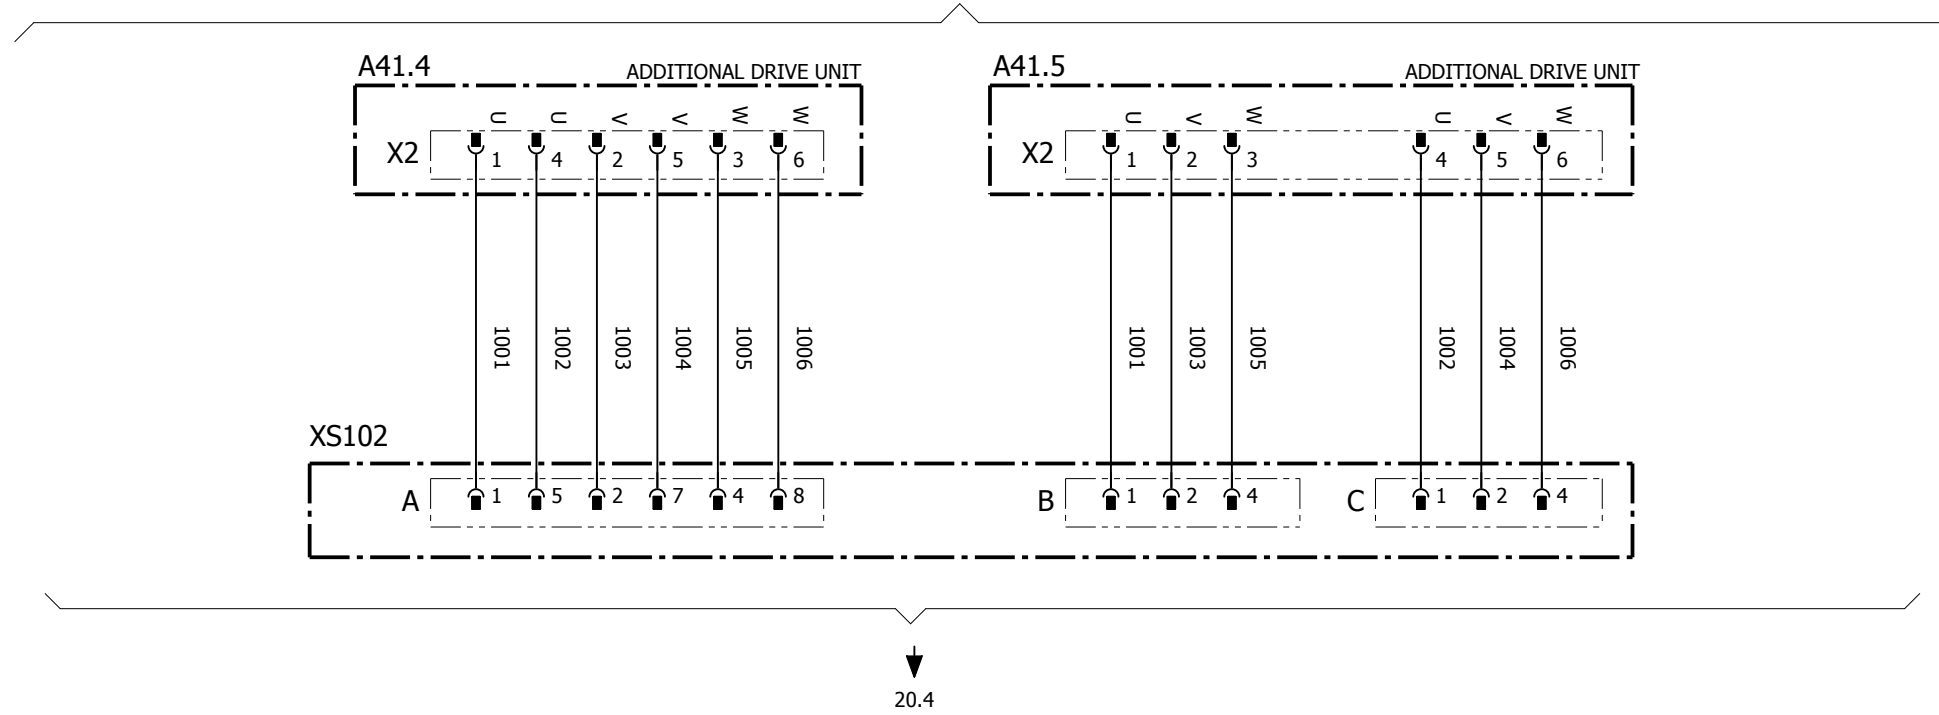 A41.4 ADDITIONAL DRIVE UNIT A41.5 ADDITIONAL DRIVE UNIT
U U V V W W U V W U V W
X2 1 4 2 5 3 6 X2 1 2 3 4 5 6
1001 1002 1003 1004 1005 1006 1001 1003 1005 1002 1004 1006
XS102
A 1 5 2 7 4 8 B 1 2 4 C 1 2 4
20.4